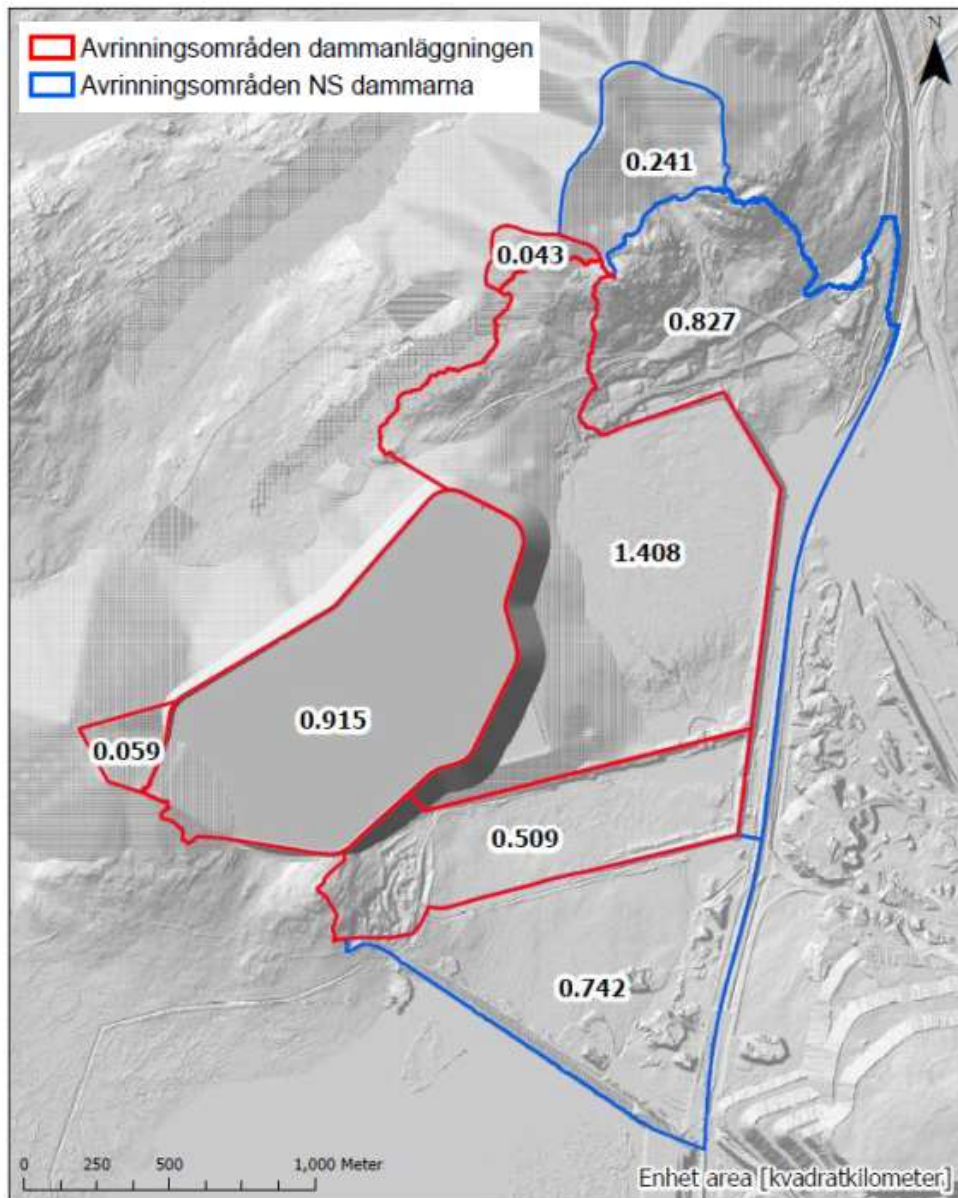 Avrinningsområden dammanläggningen
Avrinningsområden NS dammarna
N
0.241
0.043
0.827
1.408
0.915
0.059
0.509
0.742
0 250 500 1,000 Meter
Enhet area [kvadratkilometer]